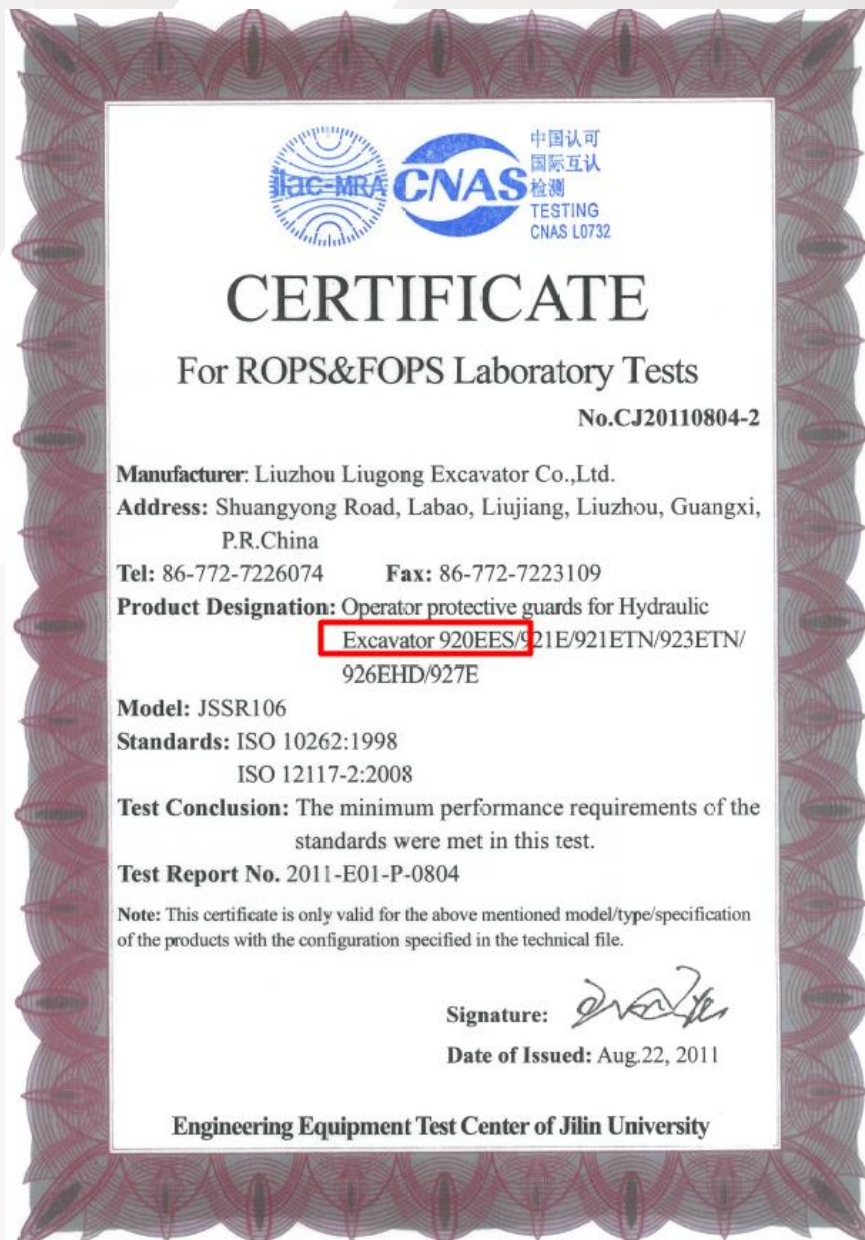 ilac-MRA
CNAS
中国认可
国际互认
检测
TESTING
CNAS L0732
CERTIFICATE
For ROPS&FOPS Laboratory Tests
No.CJ20110804-2
Manufacturer: Liuzhou Liugong Excavator Co.,Ltd.
Address: Shuangyong Road, Labao, Liujiang, Liuzhou, Guangxi,
P.R.China
Tel: 86-772-7226074 Fax: 86-772-7223109
Product Designation: Operator protective guards for Hydraulic
Excavator 920EES/921E/921ETN/923ETN/
926EHD/927E
Model: JSSR106
Standards: ISO 10262:1998
ISO 12117-2:2008
Test Conclusion: The minimum performance requirements of the
standards were met in this test.
Test Report No. 2011-E01-P-0804
Note: This certificate is only valid for the above mentioned model/type/specification
of the products with the configuration specified in the technical file.
Signature:
Date of Issued: Aug.22, 2011
Engineering Equipment Test Center of Jilin University